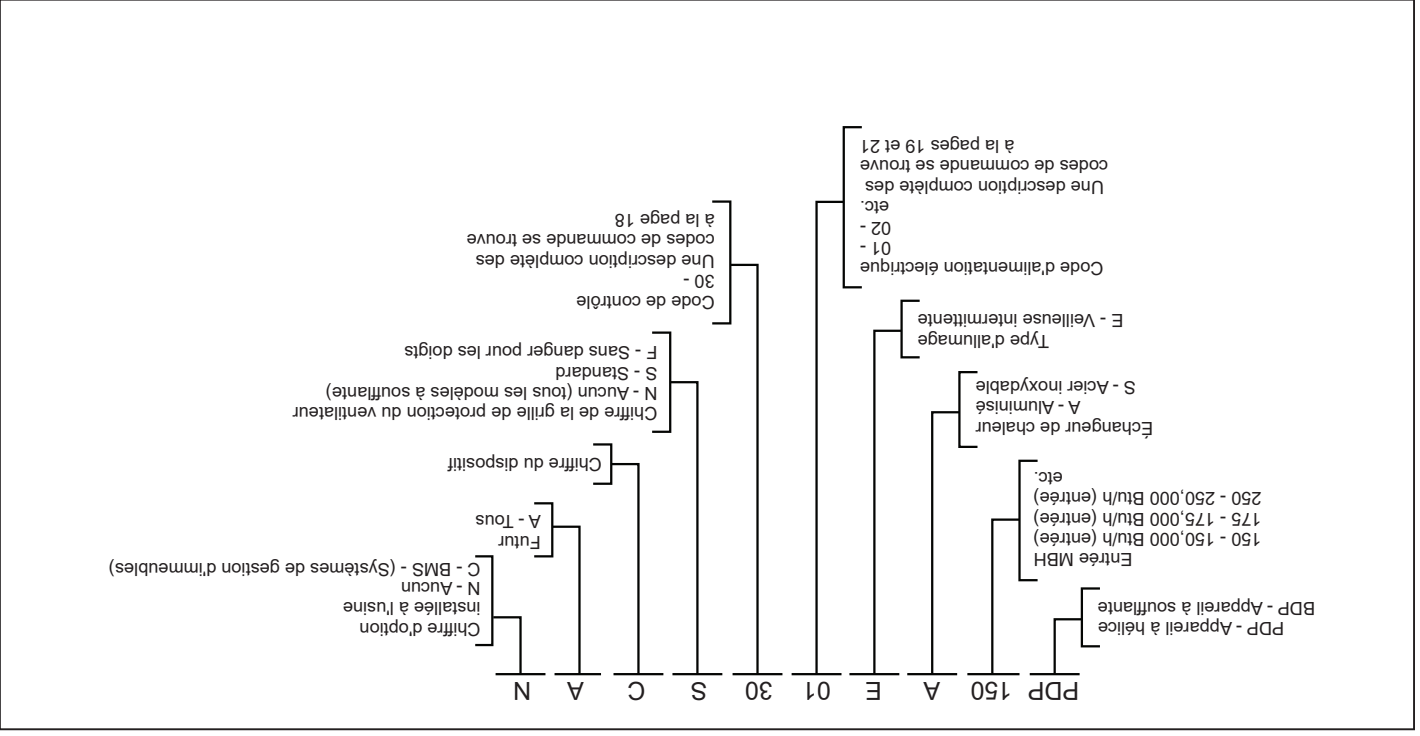 PDP 150 A E 01 30 S C A N
PDP - Appareil à hélice
BDP - Appareil à soufflante
Entrée MBH
150 - 150,000 Btu/h (entrée)
175 - 175,000 Btu/h (entrée)
250 - 250,000 Btu/h (entrée)
etc.
Échangeur de chaleur
A - Aluminisé
S - Acier inoxydable
Type d'allumage
E - Veilleuse intermittente
Code d'alimentation électrique
01 -
02 -
etc.
Une description complète des
codes de commande se trouve
à la pages 19 et 21
Code de contrôle
30 -
Une description complète des
codes de commande se trouve
à la page 18
Chiffre de la grille de protection du ventilateur
N - Aucun (tous les modèles à soufflante)
S - Standard
F - Sans danger pour les doigts
Chiffre du dispositif
Futur
A - Tous
Chiffre d'option
installée à l'usine
N - Aucun
C - BMS - (Systèmes de gestion d'immeubles)